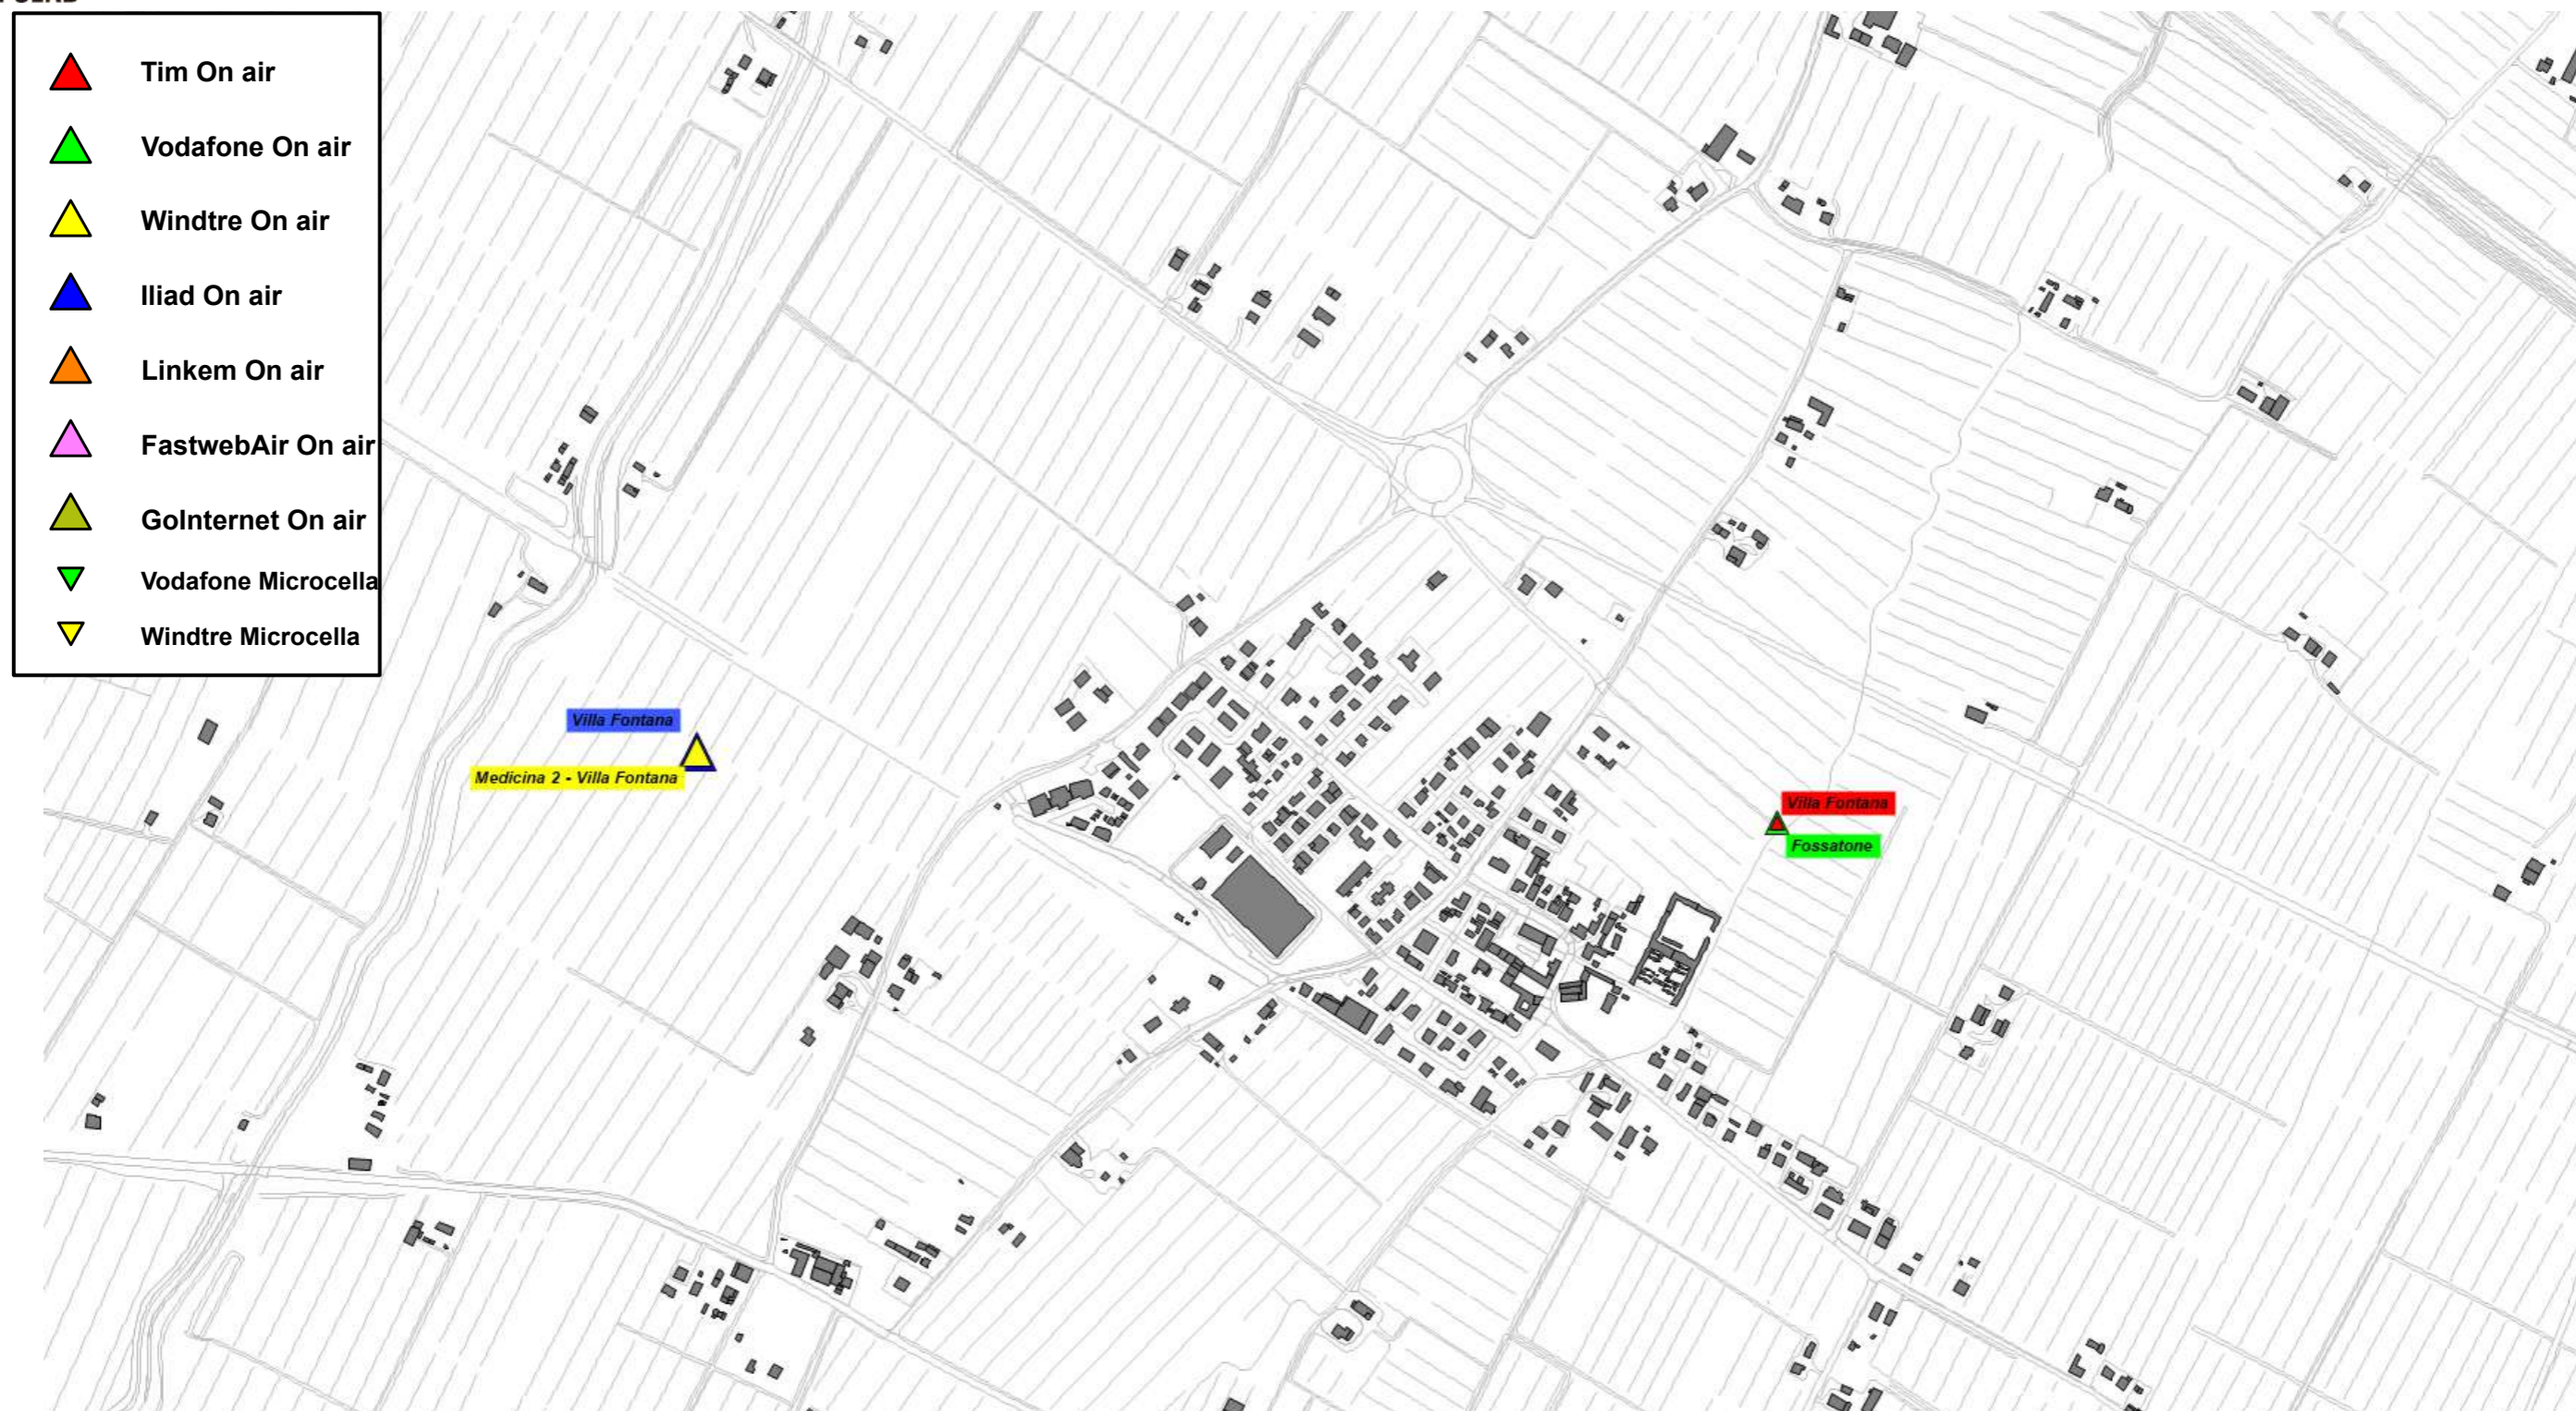 Tim On air
Vodafone On air
Windtre On air
Iliad On air
Linkem On air
FastwebAir On air
GoInternet On air
Vodafone Microcella
Windtre Microcella
Villa Fontana
Medicina 2 - Villa Fontana
Villa Fontana
Fossatone